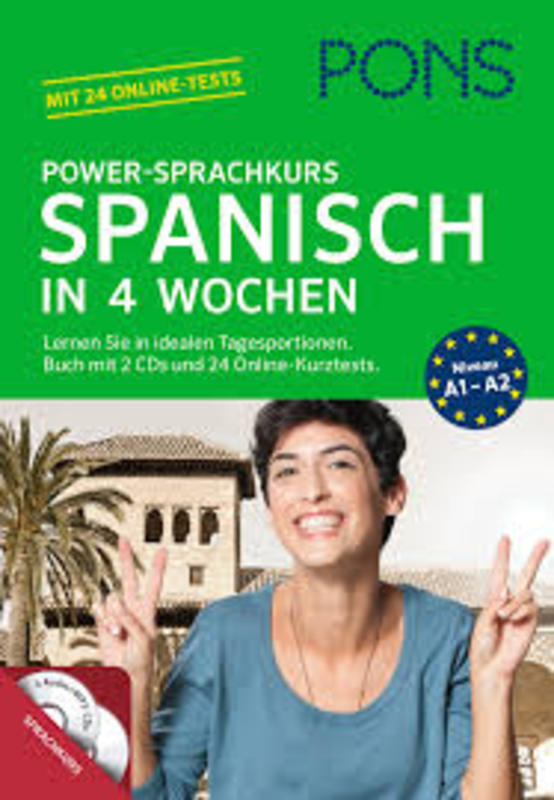 PONS
MIT 24 ONLINE-TESTS
POWER-SPRACHKURS
SPANISCH
IN 4 WOCHEN
Lernen Sie in idealen Tagesportionen.
Buch mit 2 CDs und 24 Online-Kurztests.
Niveau
A1 – A2
SPRACHKURS